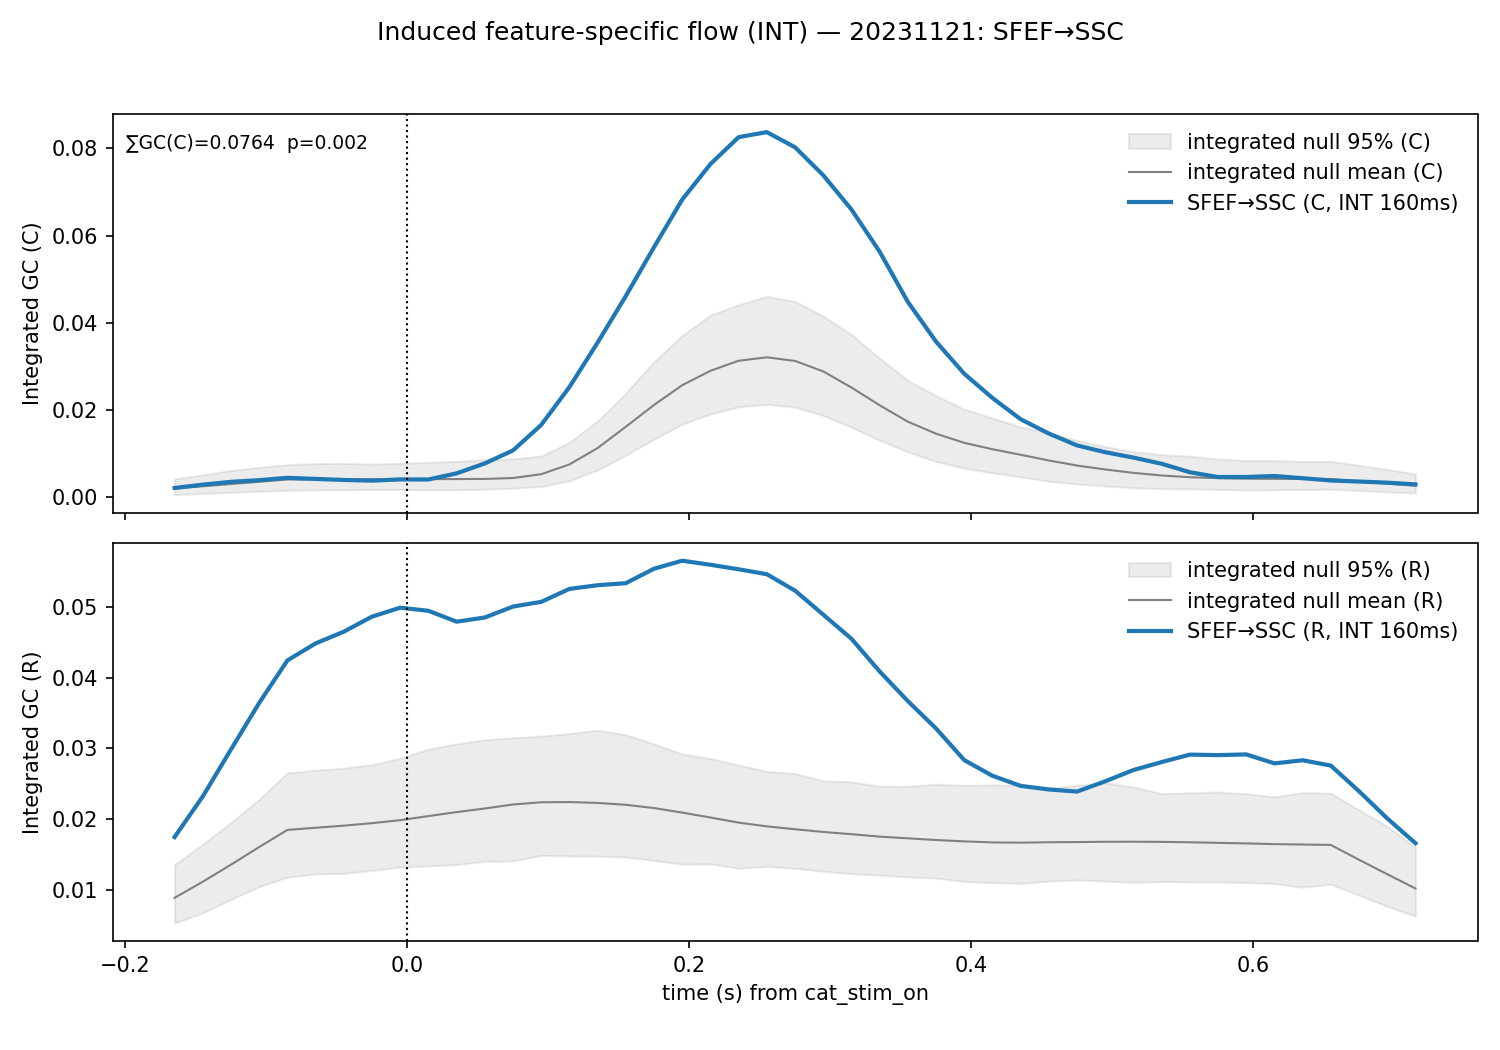 Induced feature-specific flow (INT) — 20231121: SFEF→SSC
∑GC(C)=0.0764  p=0.002
integrated null 95% (C)
integrated null mean (C)
SFEF→SSC (C, INT 160ms)
Integrated GC (C)
0.08
0.06
0.04
0.02
0.00
integrated null 95% (R)
integrated null mean (R)
SFEF→SSC (R, INT 160ms)
Integrated GC (R)
0.05
0.04
0.03
0.02
0.01
−0.2 0.0 0.2 0.4 0.6
time (s) from cat_stim_on